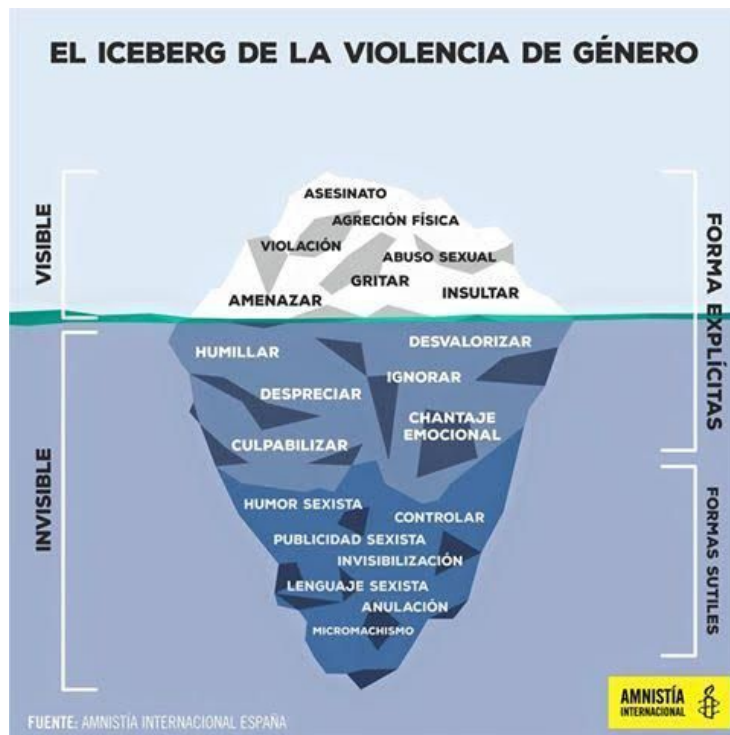 EL ICEBERG DE LA VIOLENCIA DE GÉNERO
VISIBLE
ASESINATO
AGRECIÓN FÍSICA
VIOLACIÓN
ABUSO SEXUAL
GRITAR
INSULTAR
AMENAZAR
FORMA EXPLÍCITAS
INVISIBLE
DESVALORIZAR
HUMILLAR
IGNORAR
DESPRECIAR
CHANTAJE
EMOCIONAL
CULPABILIZAR
FORMAS SUTILES
HUMOR SEXISTA
CONTROLAR
PUBLICIDAD SEXISTA
INVISIBILIZACIÓN
LENGUAJE SEXISTA
ANULACIÓN
MICROMACHISMO
AMNISTÍA
INTERNACIONAL
FUENTE: AMNISTÍA INTERNACIONAL ESPAÑA